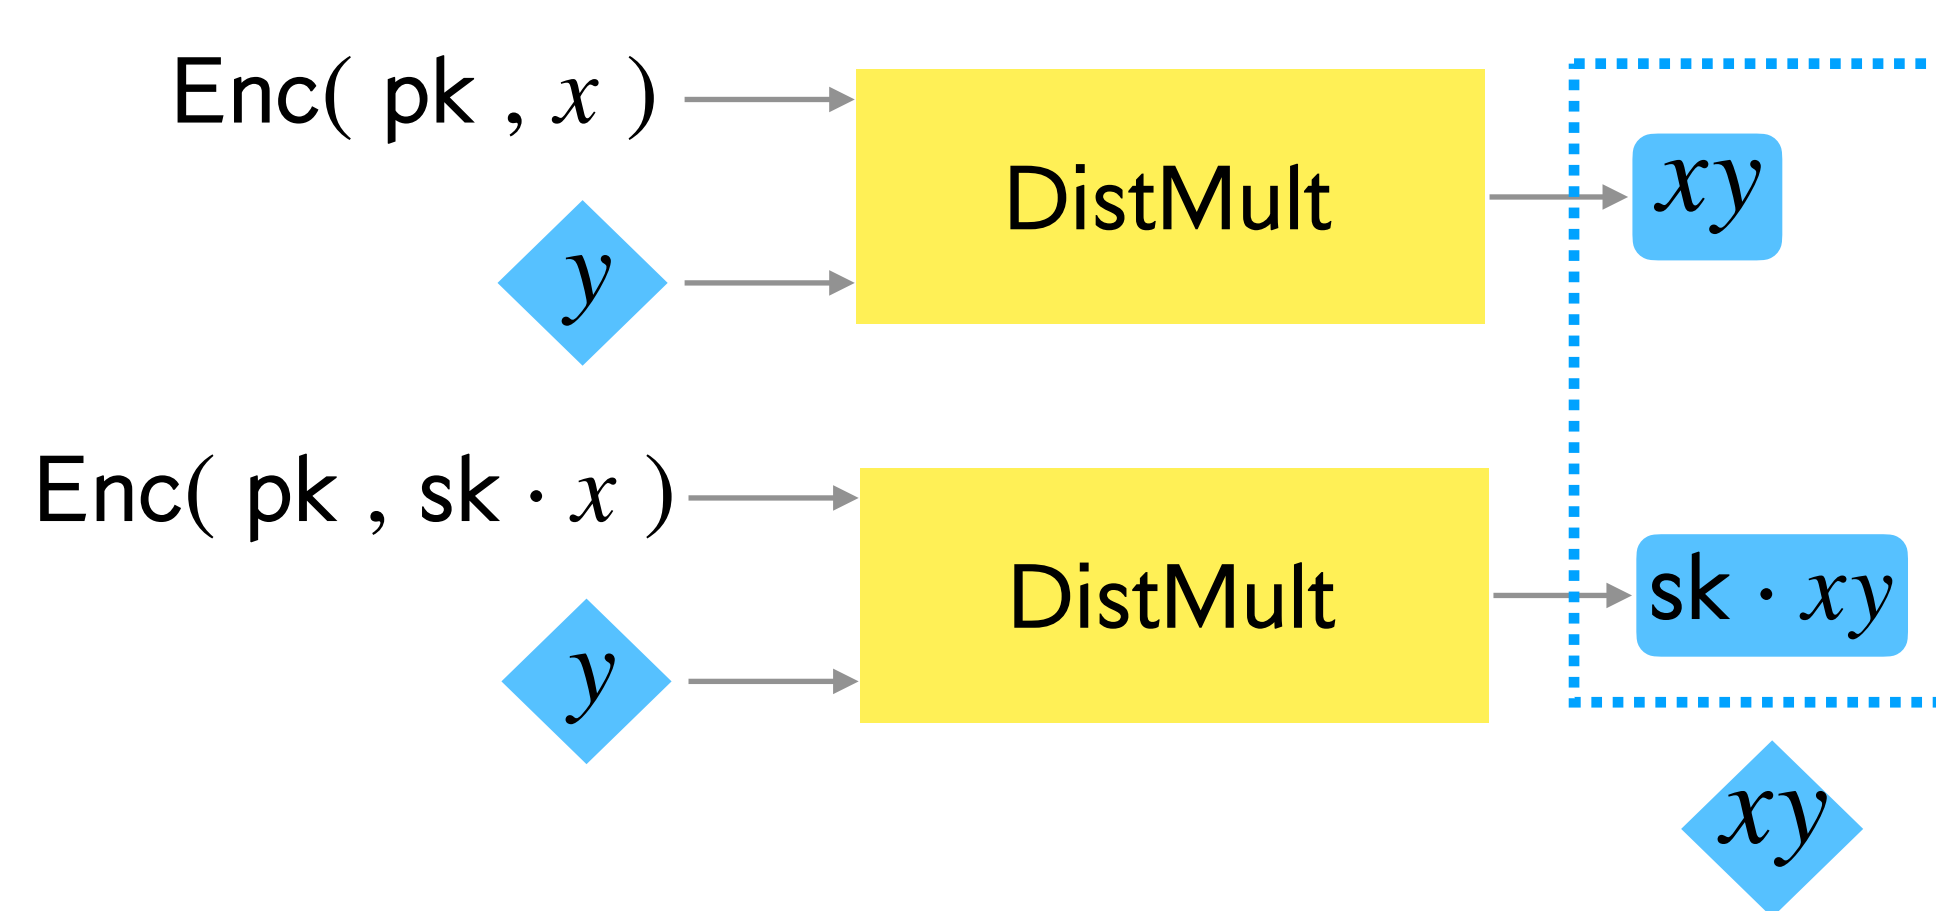 Enc( pk , x )
DistMult
xy
y
Enc( pk , sk · x )
DistMult
sk · xy
y
xy